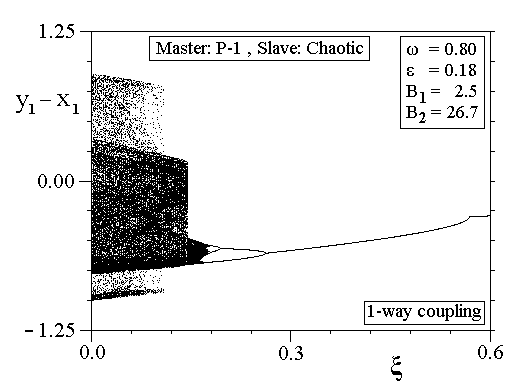 1.25
Master: P-1 , Slave: Chaotic
ω = 0.80
ε = 0.18
B1 = 2.5
B2 = 26.7
y1 – x1
0.00
1-way coupling
−1.25
0.0
0.3
0.6
ξ